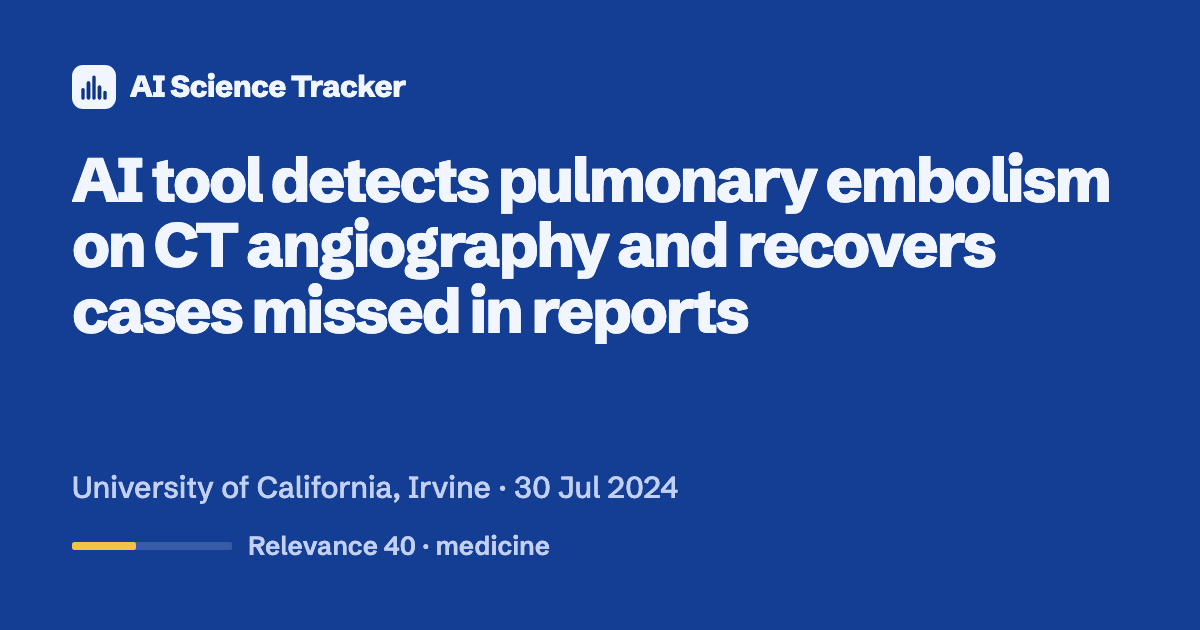 AI Science Tracker
AI tool detects pulmonary embolism
on CT angiography and recovers
cases missed in reports
University of California, Irvine · 30 Jul 2024
Relevance 40 · medicine